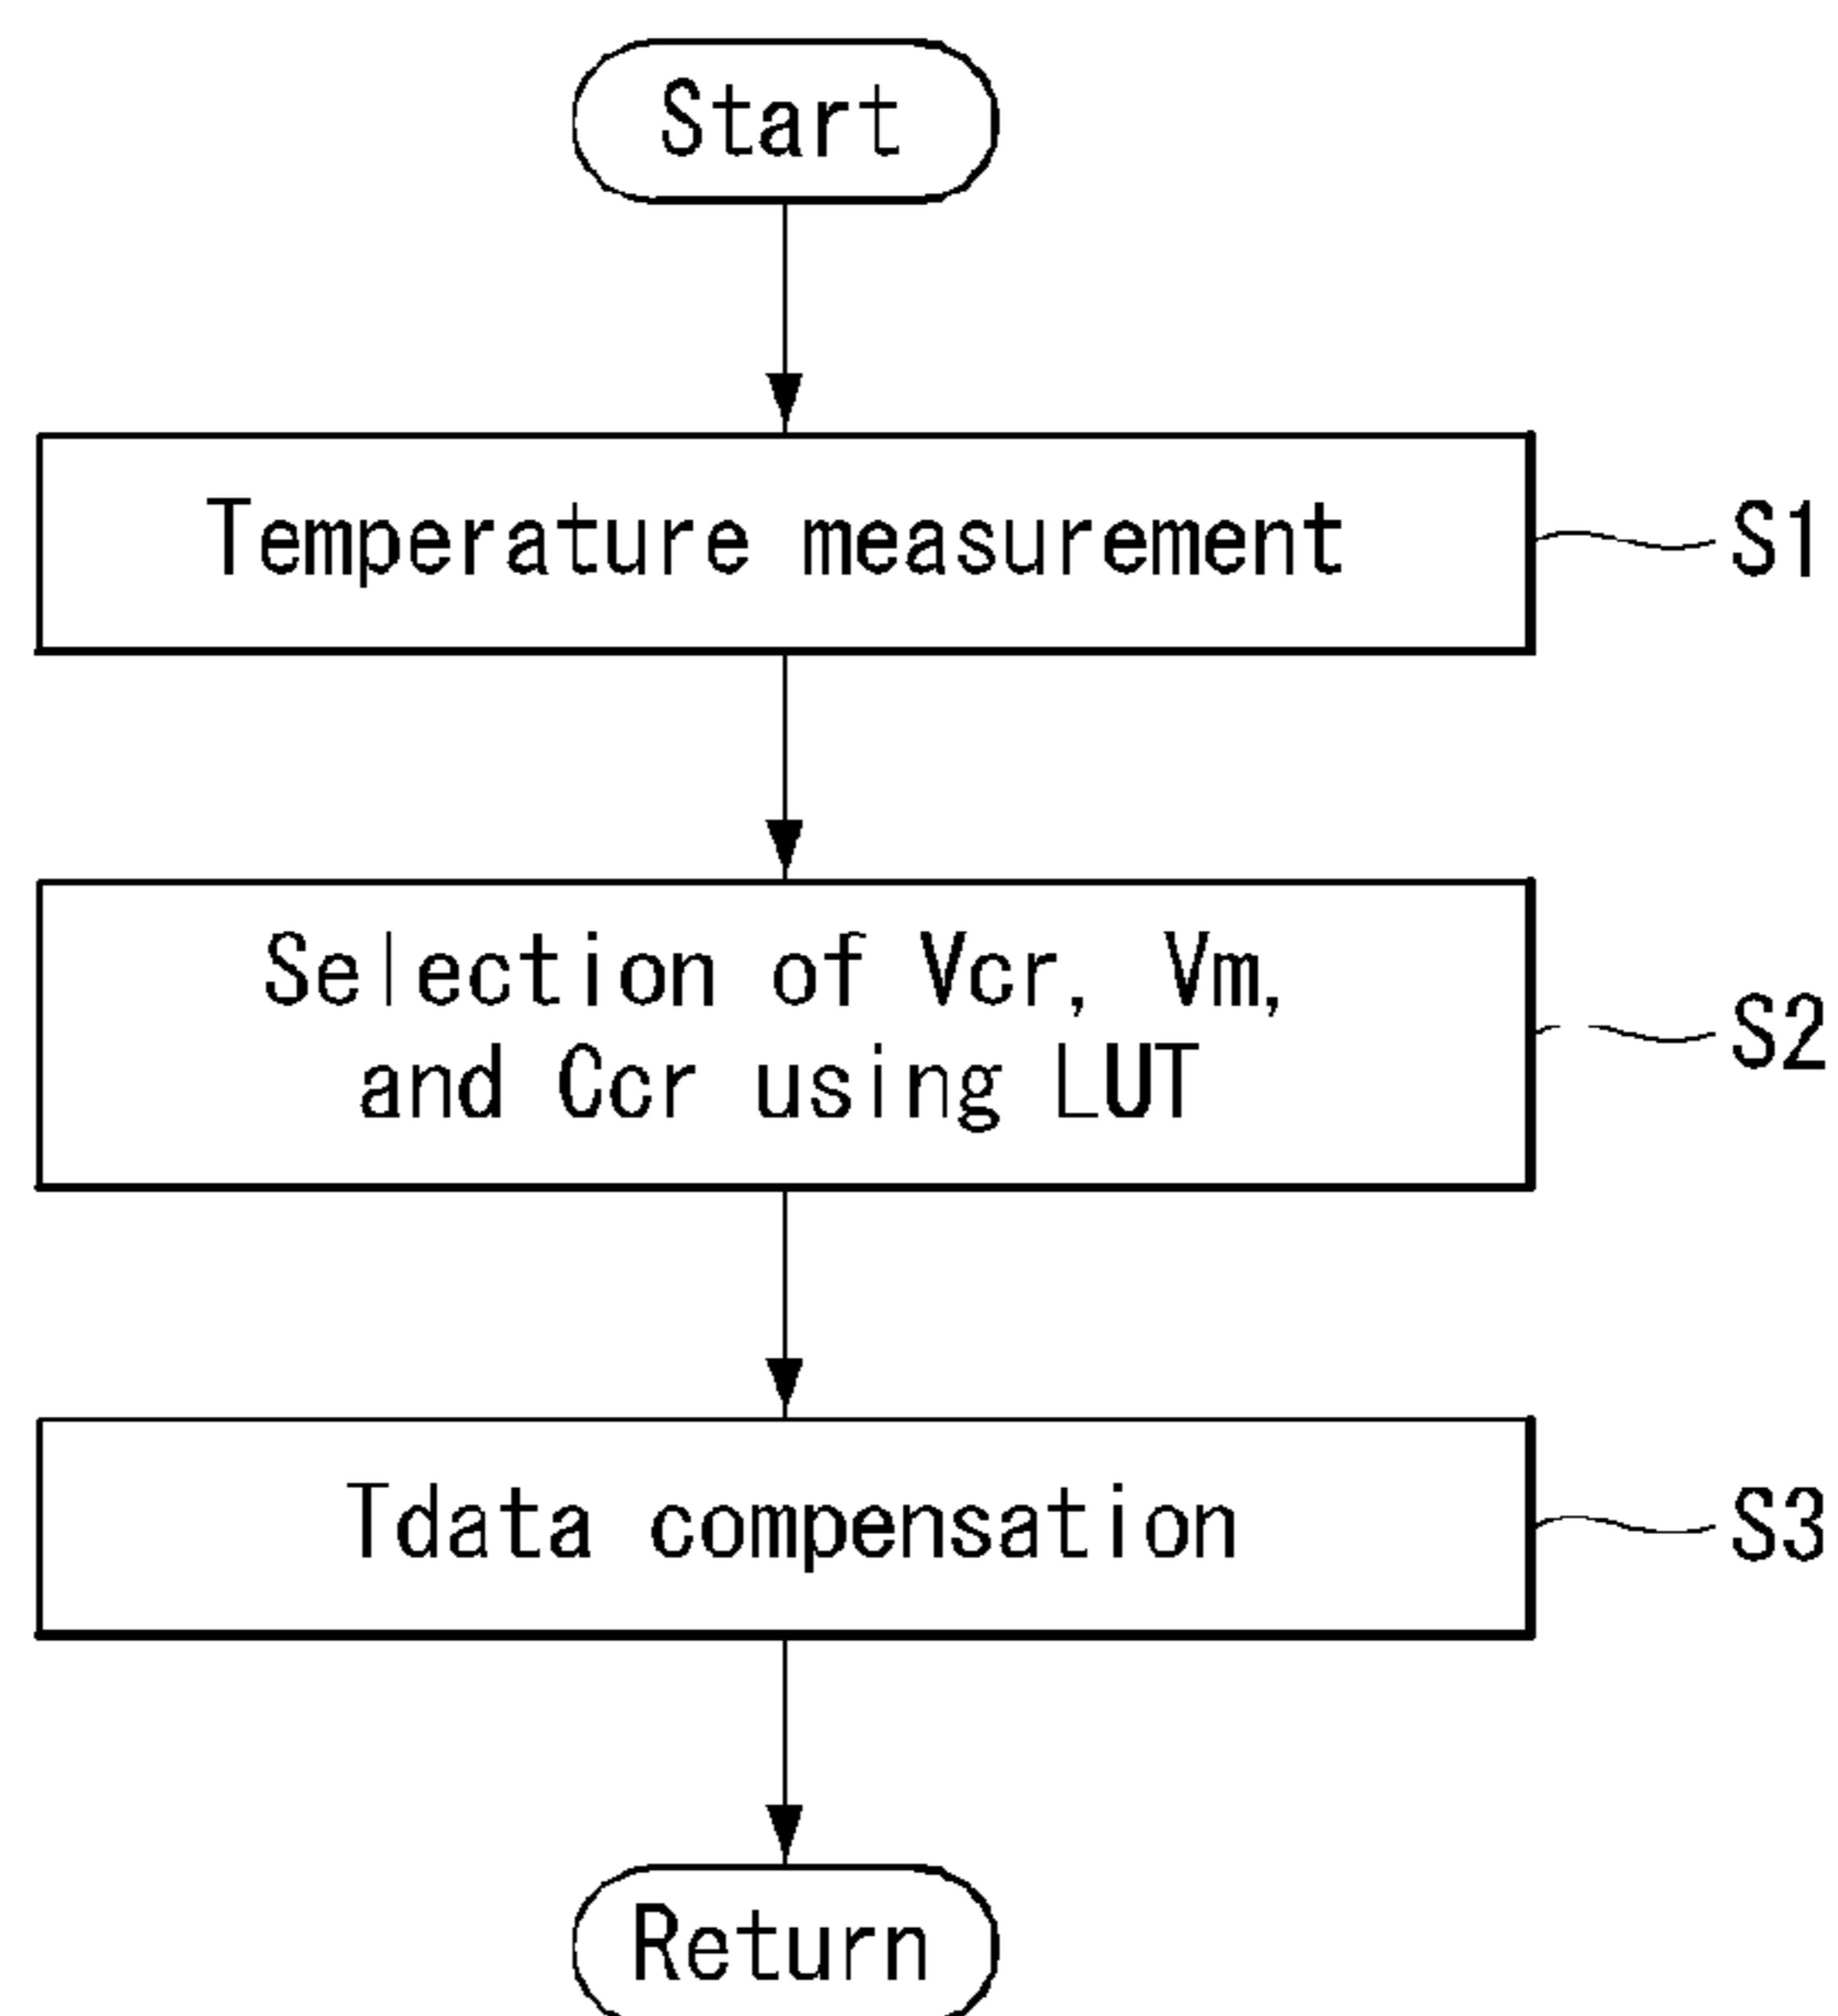 Start
Temperature measurement
S1
Selection of Vcr, Vm,
and Ccr using LUT
S2
Tdata compensation
S3
Return